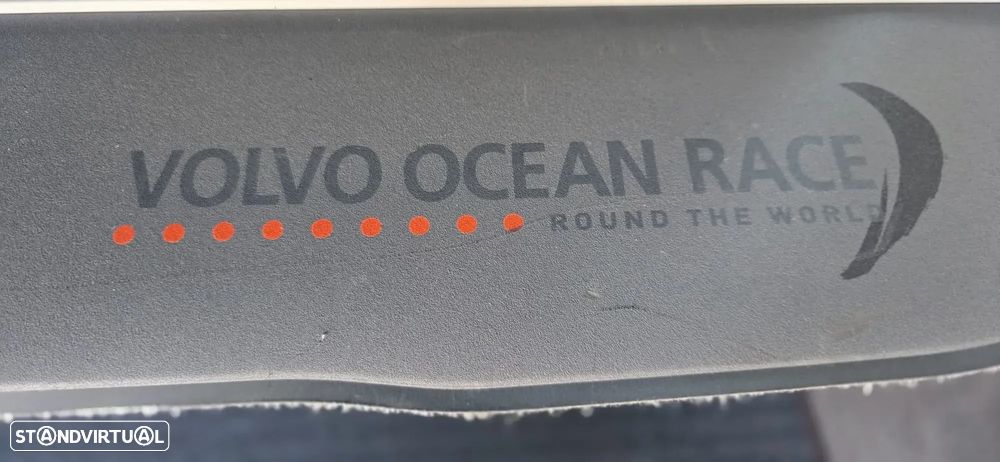 VOLVO OCEAN RACE
ROUND THE WORLD
STANDVIRTUAL